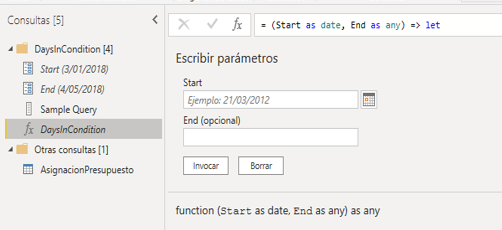 Consultas [5]
DaysInCondition [4]
Start (3/01/2018)
End (4/05/2018)
Sample Query
fx DaysInCondition
Otras consultas [1]
AsignacionPresupuesto
fx = (Start as date, End as any) => let
Escribir parámetros
Start
Ejemplo: 21/03/2012
End (opcional)
Invocar Borrar
function (Start as date, End as any) as any